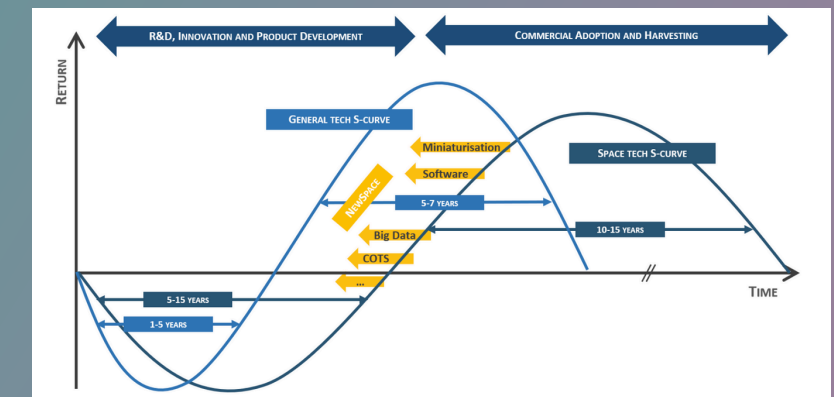 R&D, INNOVATION AND PRODUCT DEVELOPMENT
COMMERCIAL ADOPTION AND HARVESTING
RETURN
GENERAL TECH S-CURVE
Miniaturisation
SPACE TECH S-CURVE
Software
NEWSPACE
5-7 YEARS
Big Data
10-15 YEARS
COTS
...
TIME
5-15 YEARS
1-5 YEARS